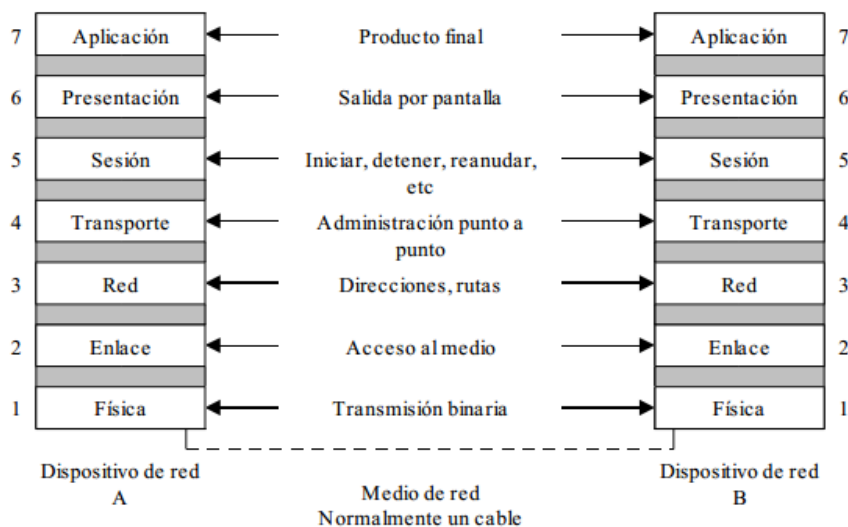 7 Aplicación Producto final Aplicación 7
6 Presentación Salida por pantalla Presentación 6
5 Sesión Iniciar, detener, reanudar, Sesión 5
etc
4 Transporte Administración punto a Transporte 4
punto
3 Red Direcciones, rutas Red 3
2 Enlace Acceso al medio Enlace 2
1 Física Transmisión binaria Física 1
Dispositivo de red Dispositivo de red
A B
Medio de red
Normalmente un cable